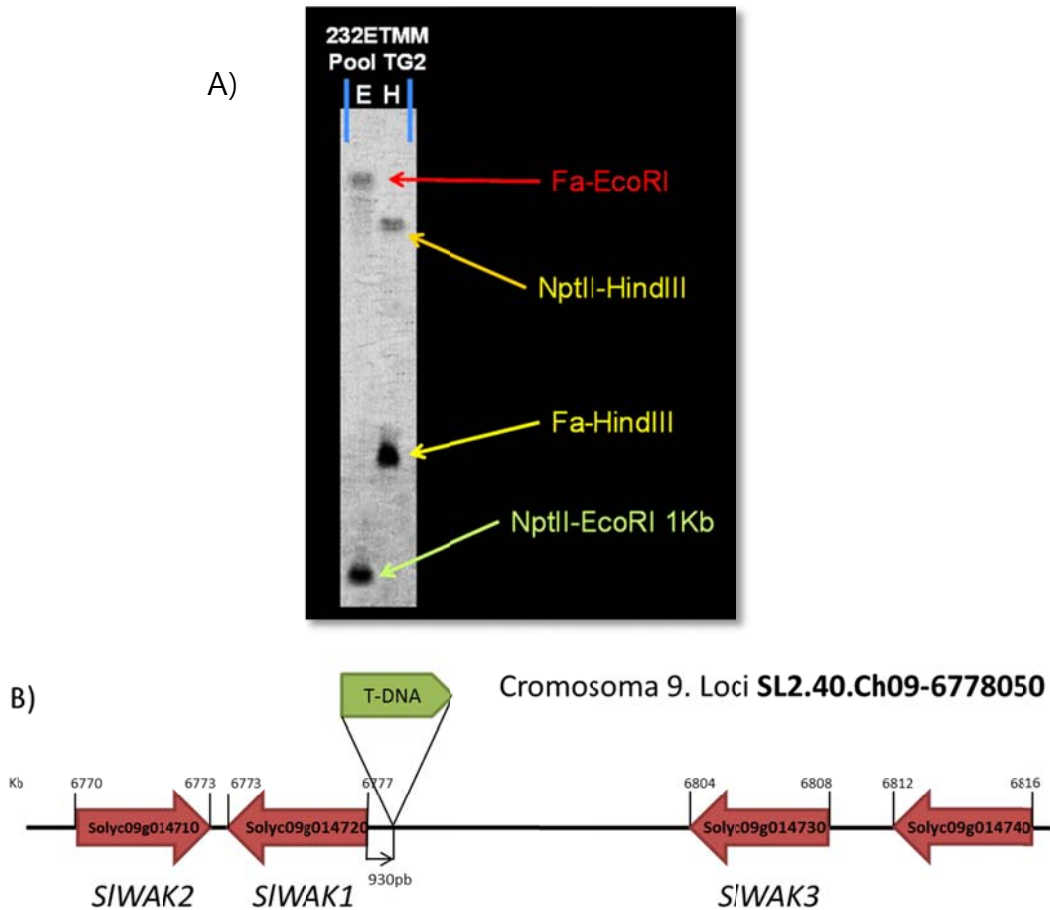 A)
232ETMM
Pool TG2
E H
Fa-EcoRI
NptII-HindIII
Fa-HindIII
NptII-EcoRI 1Kb
B)
T-DNA
Cromosoma 9. Loci SL2.40.Ch09-6778050
Kb 6770 6773 6773 6777 6804 6808 6812 6816
Solyc09g014710 Solyc09g014720 Solyc09g014730 Solyc09g014740
930pb
SlWAK2 SlWAK1 SlWAK3